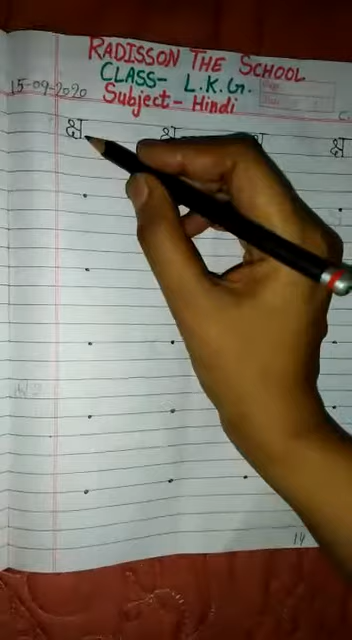 RADISSON THE SCHOOL
CLASS- L.K.G.
15-09-2020
Subject - Hindi
क्ष क्ष क्ष
14